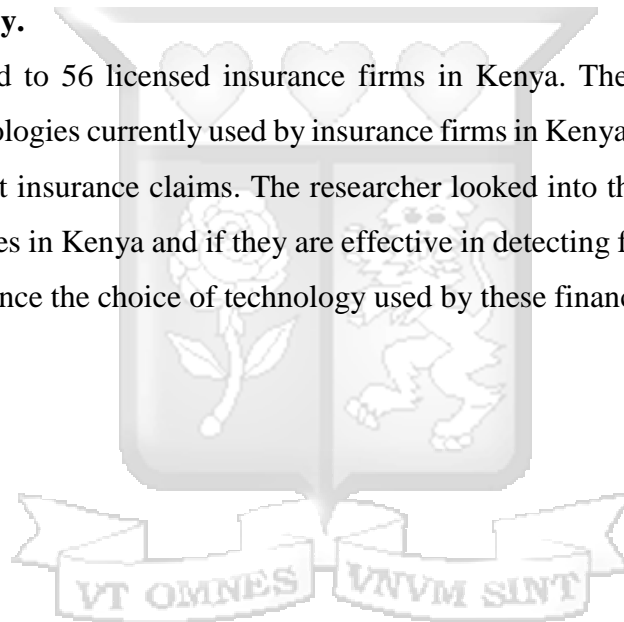 y.
d to 56 licensed insurance firms in Kenya. The
ologies currently used by insurance firms in Kenya
t insurance claims. The researcher looked into th
es in Kenya and if they are effective in detecting f
nce the choice of technology used by these financ
VT OMNES VNVM SINT